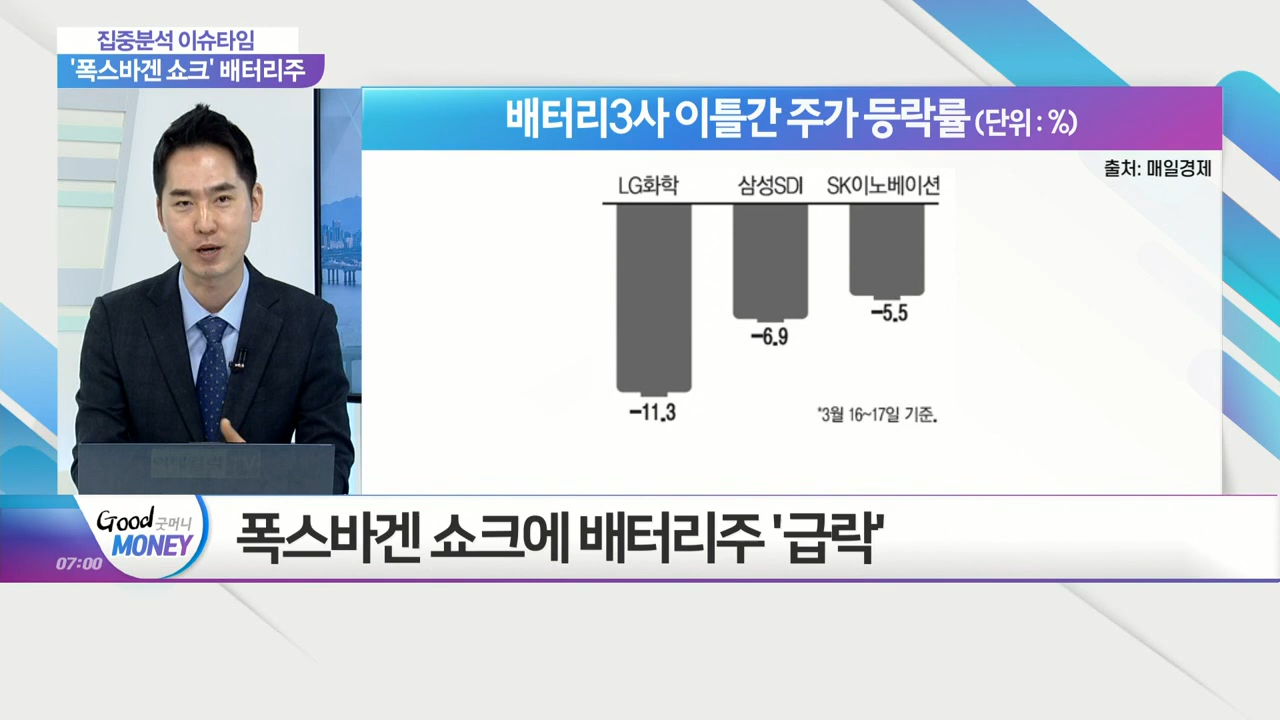 집중분석 이슈타임
'폭스바겐 쇼크' 배터리주
배터리3사 이틀간 주가 등락률 (단위 : %)
출처: 매일경제
LG화학 삼성SDI SK이노베이션
-5.5
-6.9
-11.3
*3월 16~17일 기준.
Good 굿머니
MONEY
07:00
폭스바겐 쇼크에 배터리주 '급락'